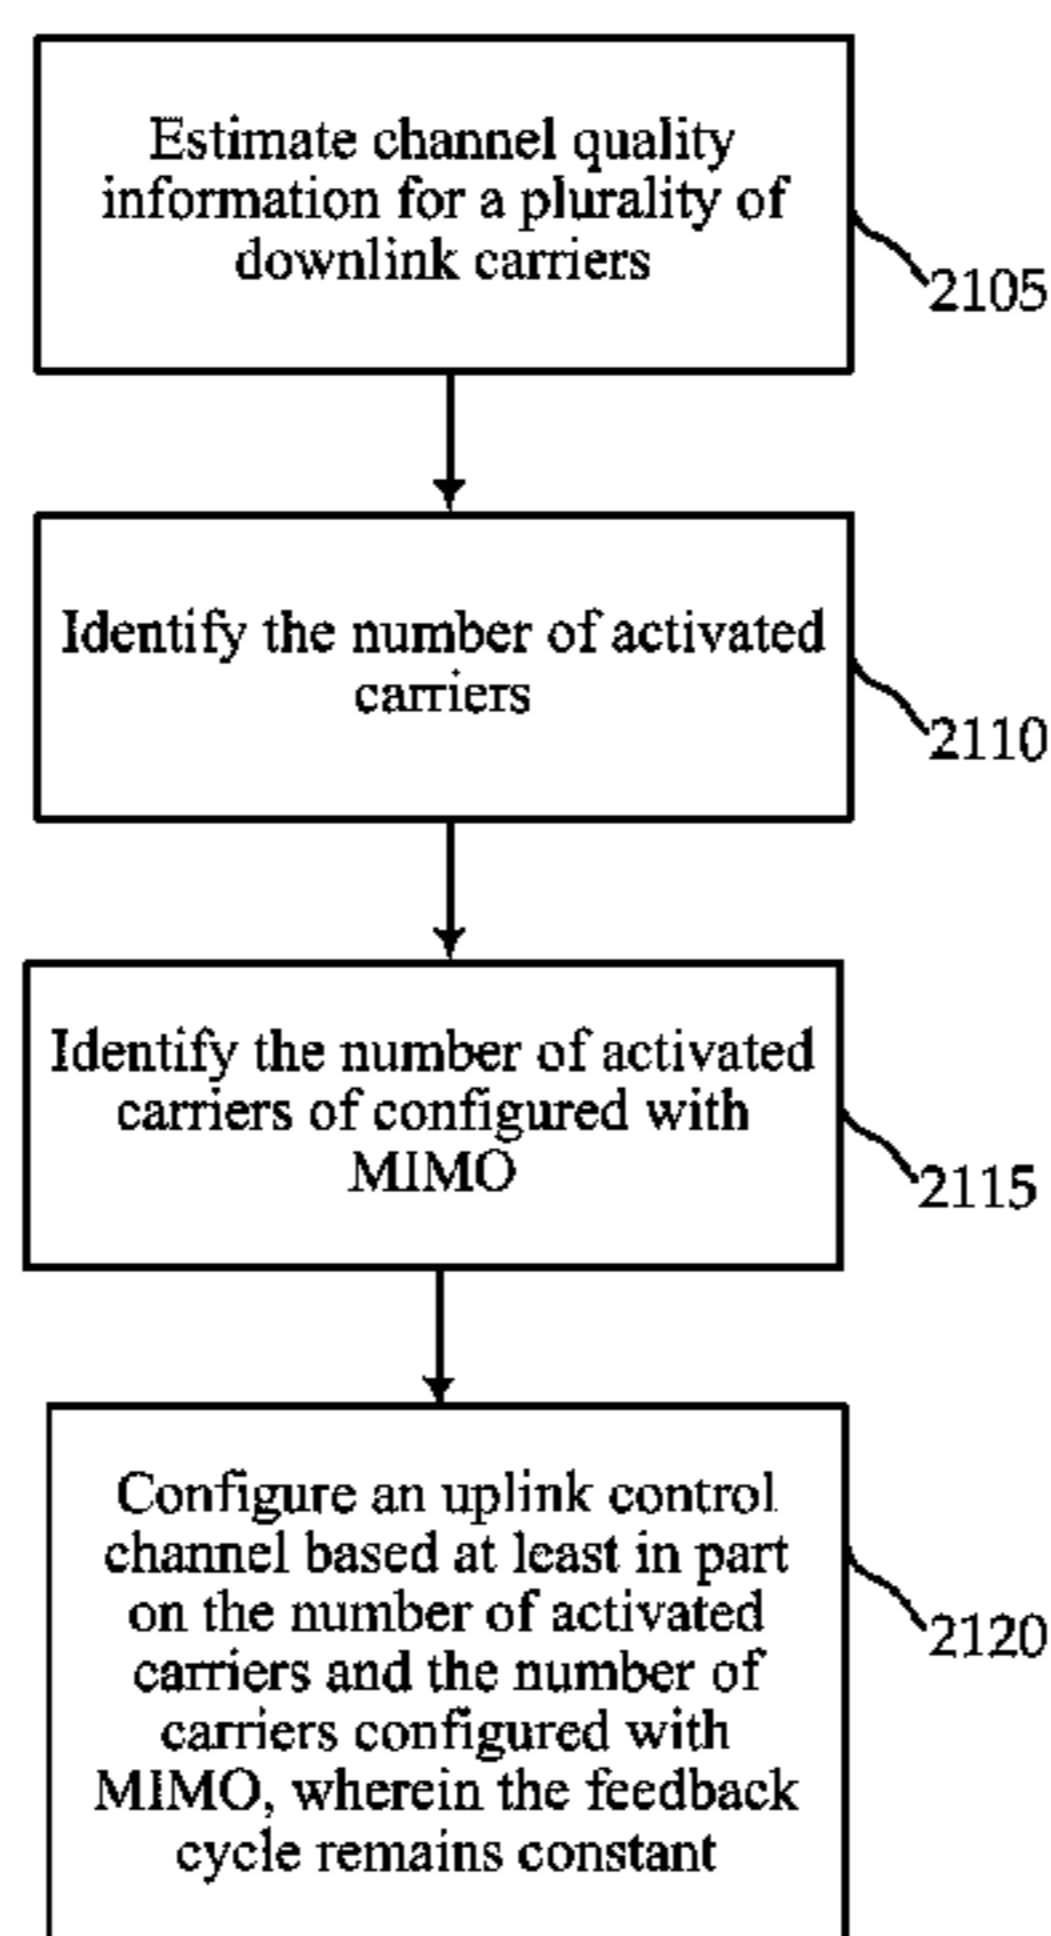 Estimate channel quality
information for a plurality of
downlink carriers
2105
Identify the number of activated
carriers
2110
Identify the number of activated
carriers of configured with
MIMO
2115
Configure an uplink control
channel based at least in part
on the number of activated
carriers and the number of
carriers configured with
MIMO, wherein the feedback
cycle remains constant
2120